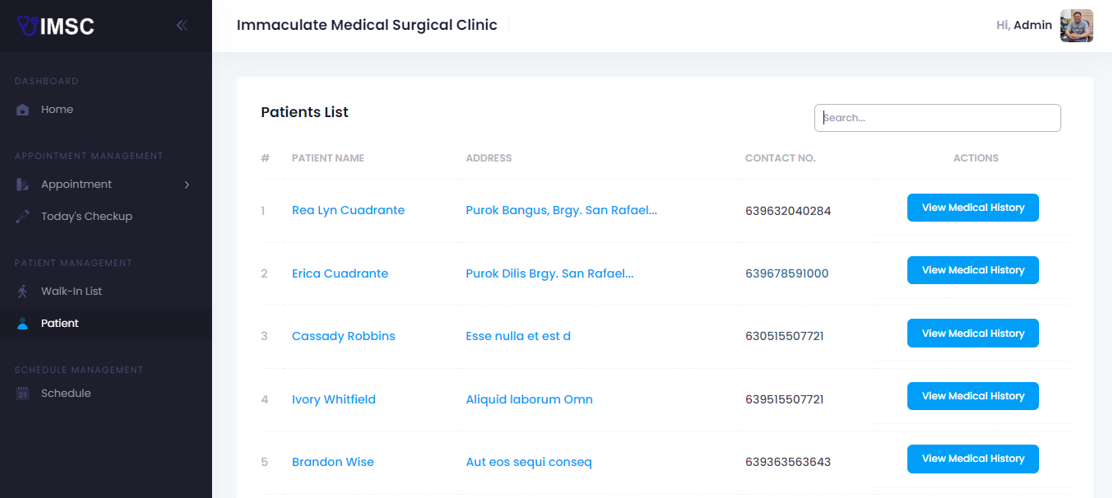 IMSC
Immaculate Medical Surgical Clinic
Hi, Admin
DASHBOARD
Home
APPOINTMENT MANAGEMENT
Appointment
Today's Checkup
PATIENT MANAGEMENT
Walk-In List
Patient
SCHEDULE MANAGEMENT
31 Schedule
Patients List
Search...
# PATIENT NAME ADDRESS CONTACT NO. ACTIONS
1 Rea Lyn Cuadrante Purok Bangus, Brgy. San Rafael... 639632040284 View Medical History
2 Erica Cuadrante Purok Dilis Brgy. San Rafael... 639678591000 View Medical History
3 Cassady Robbins Esse nulla et est d 630515507721 View Medical History
4 Ivory Whitfield Aliquid laborum Omn 639515507721 View Medical History
5 Brandon Wise Aut eos sequi conseq 639363563643 View Medical History